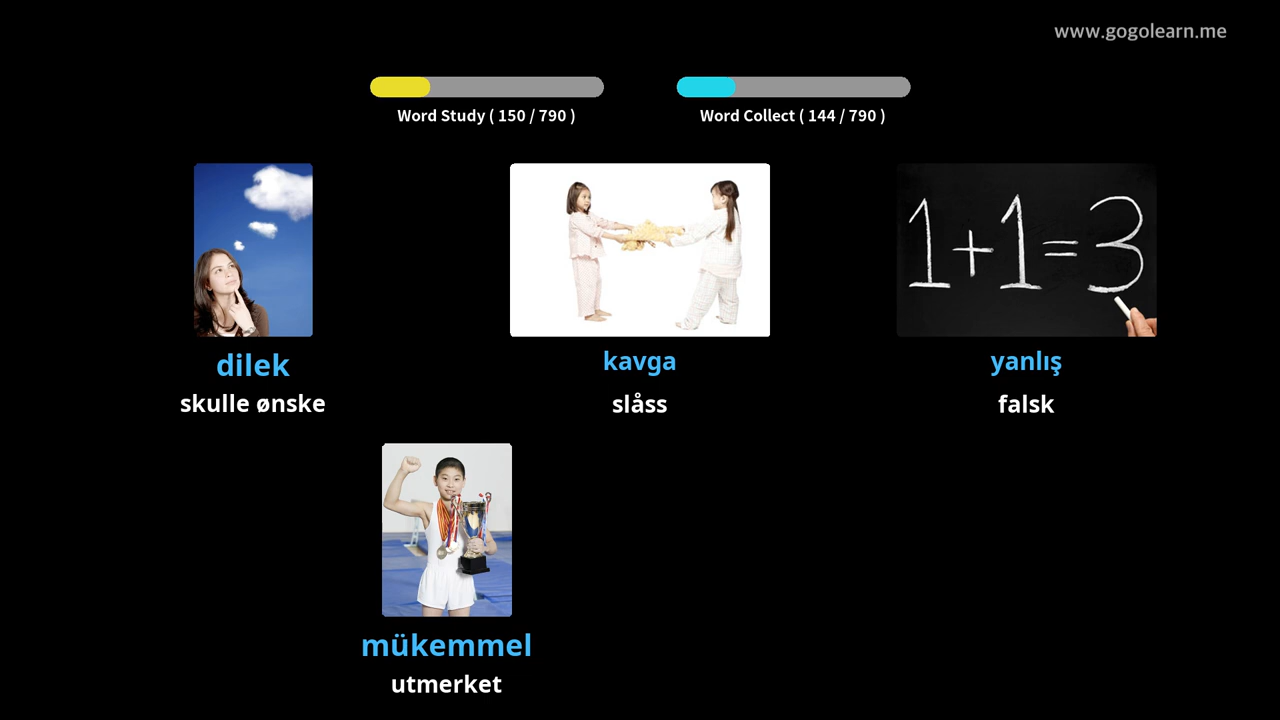 www.gogolearn.me
Word Study ( 150 / 790 )
Word Collect ( 144 / 790 )
1+1=3
dilek
kavga
yanlış
skulle ønske
slåss
falsk
mükemmel
utmerket